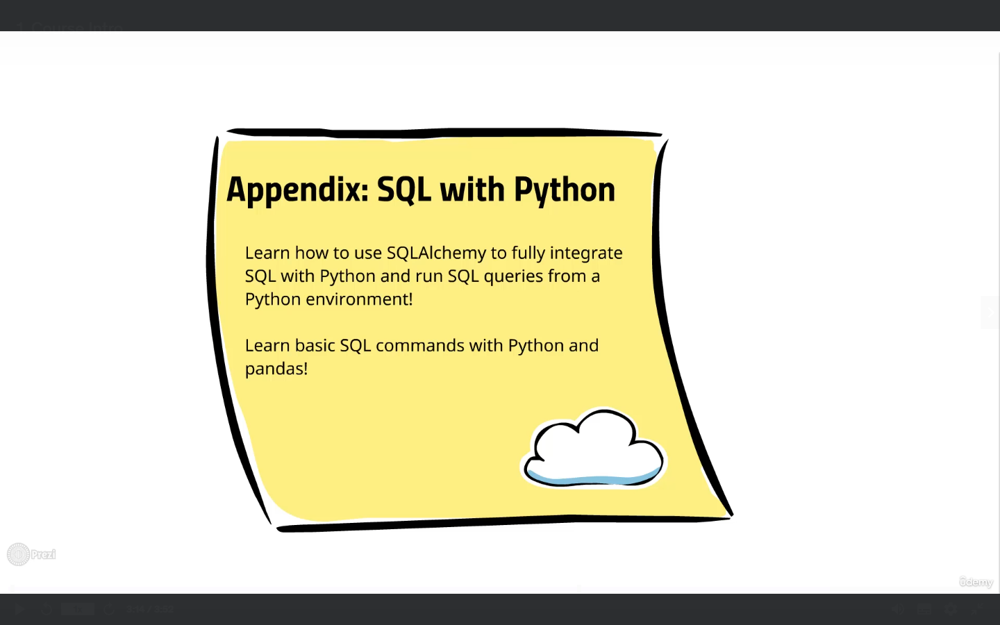 1. Course Intro
Appendix: SQL with Python
Learn how to use SQLAlchemy to fully integrate
SQL with Python and run SQL queries from a
Python environment!
Learn basic SQL commands with Python and
pandas!
Prezi
ûdemy